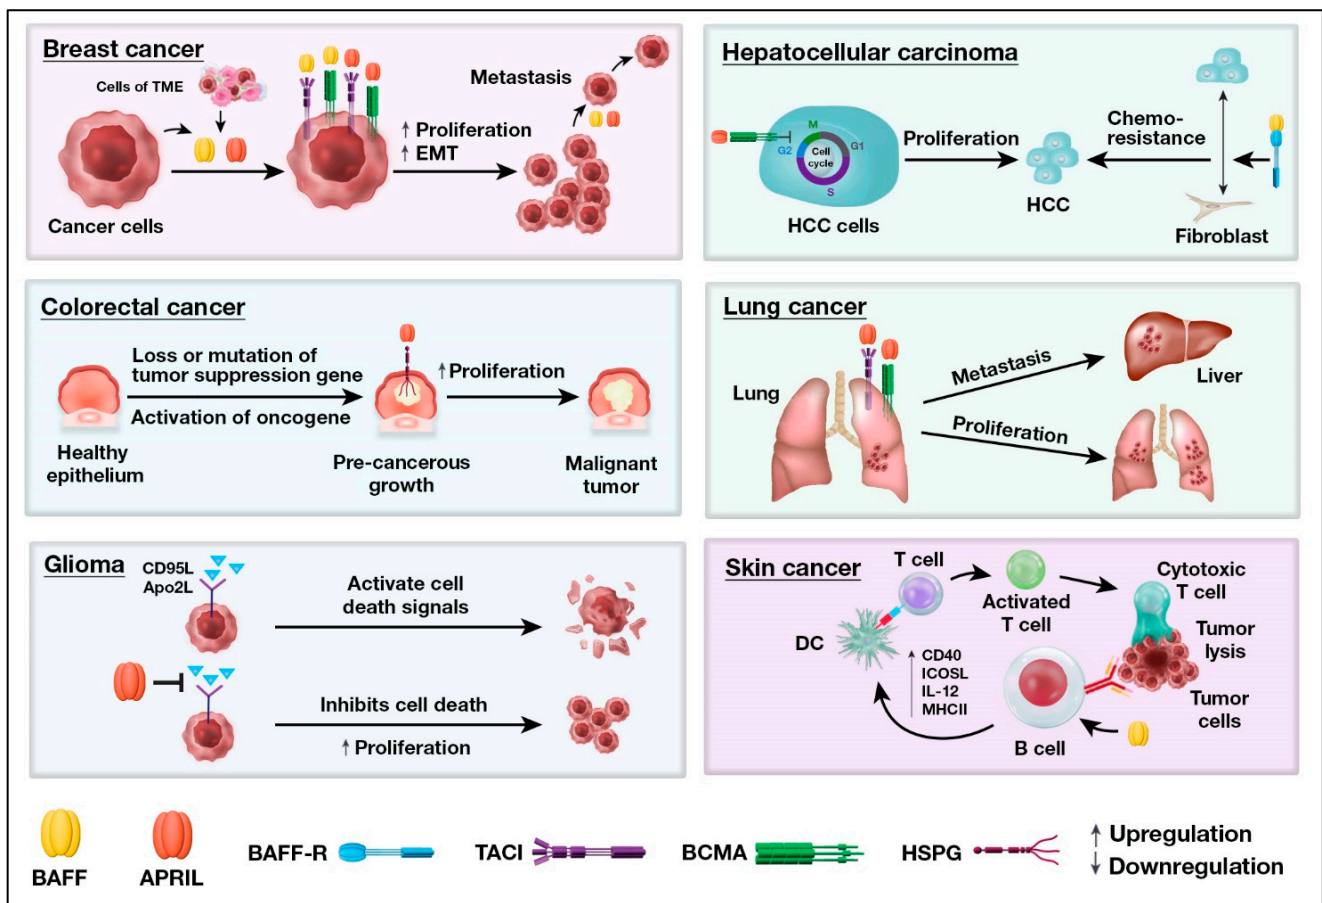 Breast cancer
Cells of TME
Metastasis
↑ Proliferation
↑ EMT
Cancer cells
Hepatocellular carcinoma
M
G2
G1
Cell
cycle
S
HCC cells
Proliferation
HCC
Chemo-
resistance
Fibroblast
Colorectal cancer
Loss or mutation of
tumor suppression gene
Activation of oncogene
↑ Proliferation
Healthy
epithelium
Pre-cancerous
growth
Malignant
tumor
Lung cancer
Lung
Metastasis
Liver
Proliferation
Glioma
CD95L
Apo2L
Activate cell
death signals
Inhibits cell death
↑ Proliferation
Skin cancer
T cell
Activated
T cell
Cytotoxic
T cell
DC
CD40
ICOSL
IL-12
MHCII
Tumor
lysis
Tumor
cells
B cell
BAFF
APRIL
BAFF-R
TACI
BCMA
HSPG
↑ Upregulation
↓ Downregulation